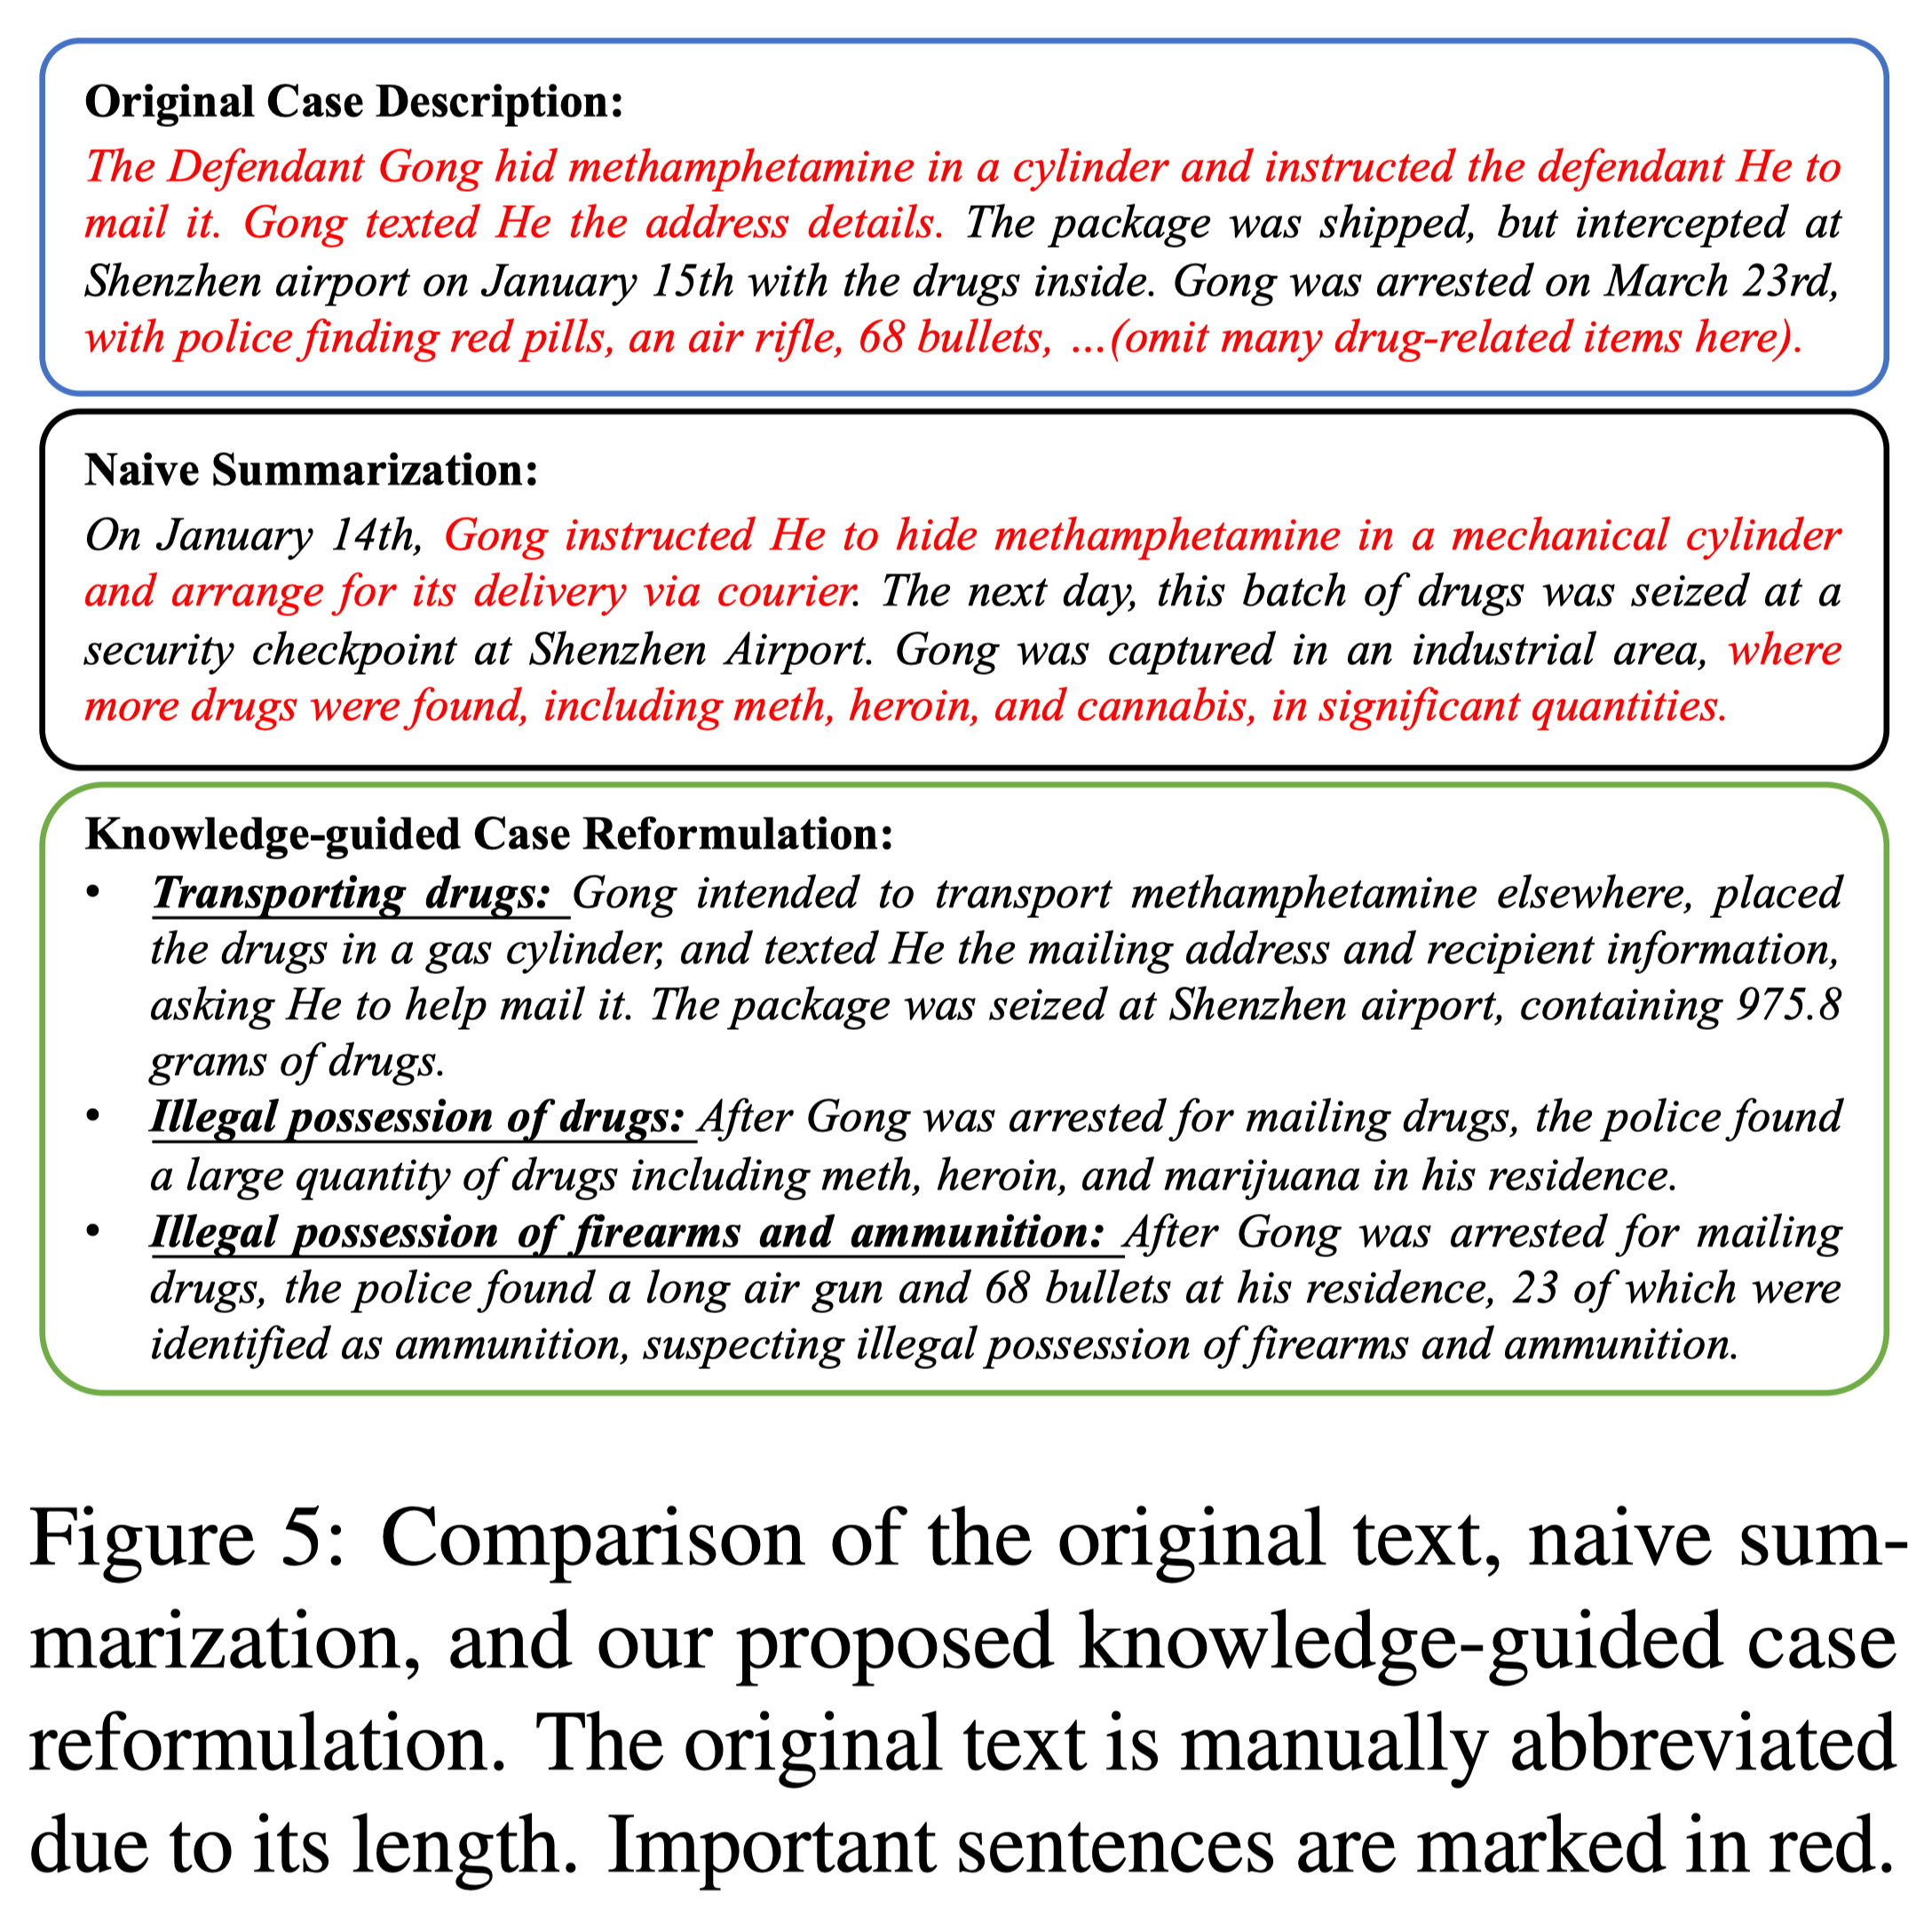 Original Case Description:
The Defendant Gong hid methamphetamine in a cylinder and instructed the defendant He to
mail it. Gong texted He the address details. The package was shipped, but intercepted at
Shenzhen airport on January 15th with the drugs inside. Gong was arrested on March 23rd,
with police finding red pills, an air rifle, 68 bullets, ...(omit many drug-related items here).
Naive Summarization:
On January 14th, Gong instructed He to hide methamphetamine in a mechanical cylinder
and arrange for its delivery via courier. The next day, this batch of drugs was seized at a
security checkpoint at Shenzhen Airport. Gong was captured in an industrial area, where
more drugs were found, including meth, heroin, and cannabis, in significant quantities.
Knowledge-guided Case Reformulation:
• Transporting drugs: Gong intended to transport methamphetamine elsewhere, placed
the drugs in a gas cylinder, and texted He the mailing address and recipient information,
asking He to help mail it. The package was seized at Shenzhen airport, containing 975.8
grams of drugs.
• Illegal possession of drugs: After Gong was arrested for mailing drugs, the police found
a large quantity of drugs including meth, heroin, and marijuana in his residence.
• Illegal possession of firearms and ammunition: After Gong was arrested for mailing
drugs, the police found a long air gun and 68 bullets at his residence, 23 of which were
identified as ammunition, suspecting illegal possession of firearms and ammunition.
Figure 5: Comparison of the original text, naive sum-
marization, and our proposed knowledge-guided case
reformulation. The original text is manually abbreviated
due to its length. Important sentences are marked in red.